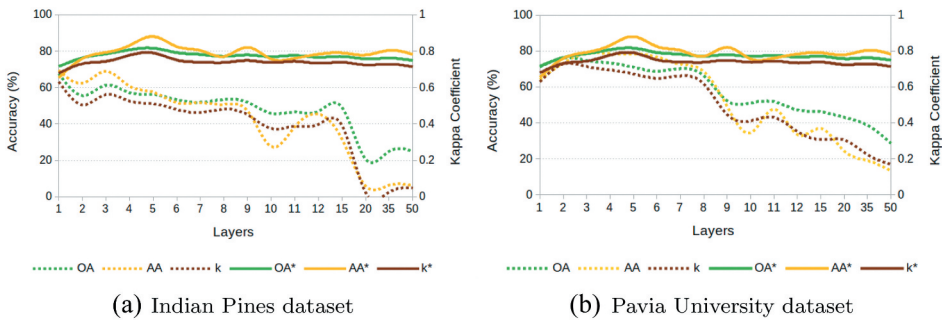 100
80
60
40
20
0
Accuracy (%)
1
0.8
0.6
0.4
0.2
0
Kappa Coefficient
1 2 3 4 5 6 7 8 9 10 11 12 15 20 35 50
Layers
OA AA k OA* AA* k*
(a) Indian Pines dataset
100
80
60
40
20
0
Accuracy (%)
1
0.8
0.6
0.4
0.2
0
Kappa Coefficient
1 2 3 4 5 6 7 8 9 10 11 12 15 20 35 50
Layers
OA AA k OA* AA* k*
(b) Pavia University dataset